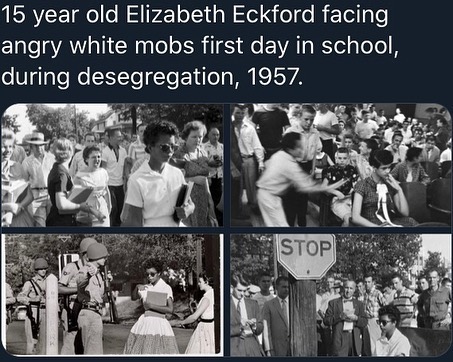 15 year old Elizabeth Eckford facing
angry white mobs first day in school,
during desegregation, 1957.
STOP